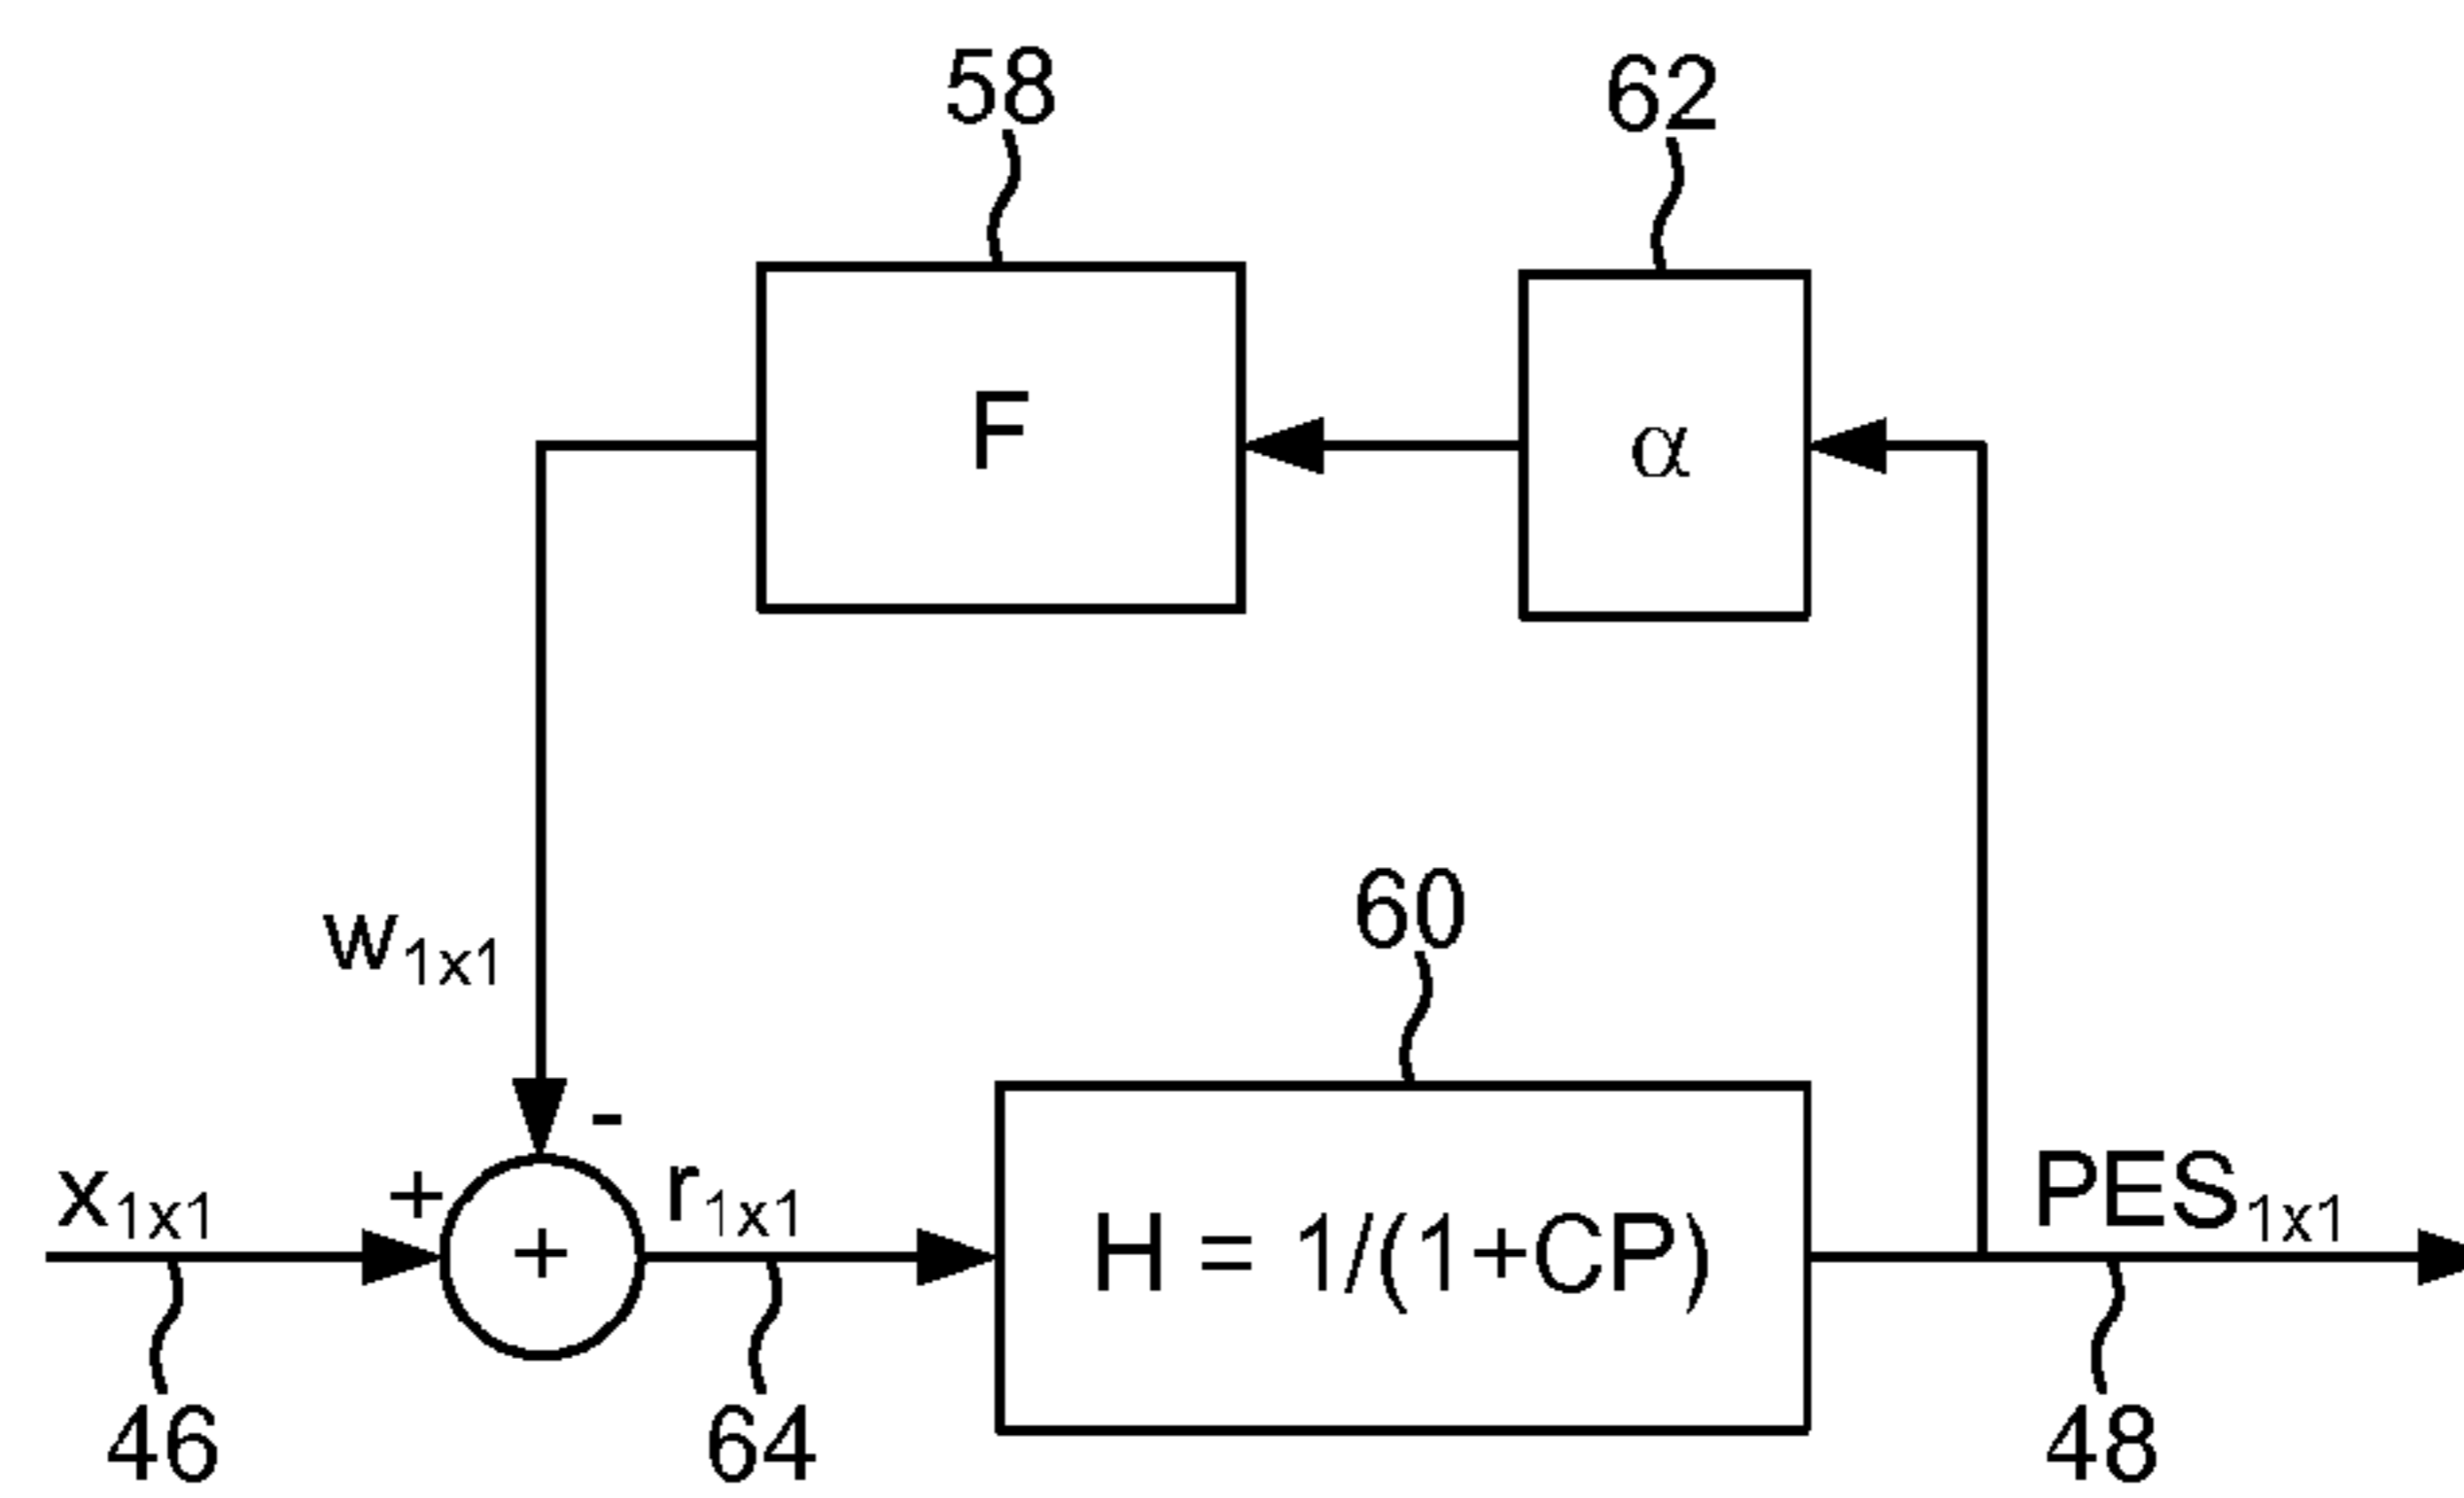 58
62
F
α
w1x1
60
-
x1x1
+
+
r1x1
H = 1/(1+CP)
PES1x1
46
64
48